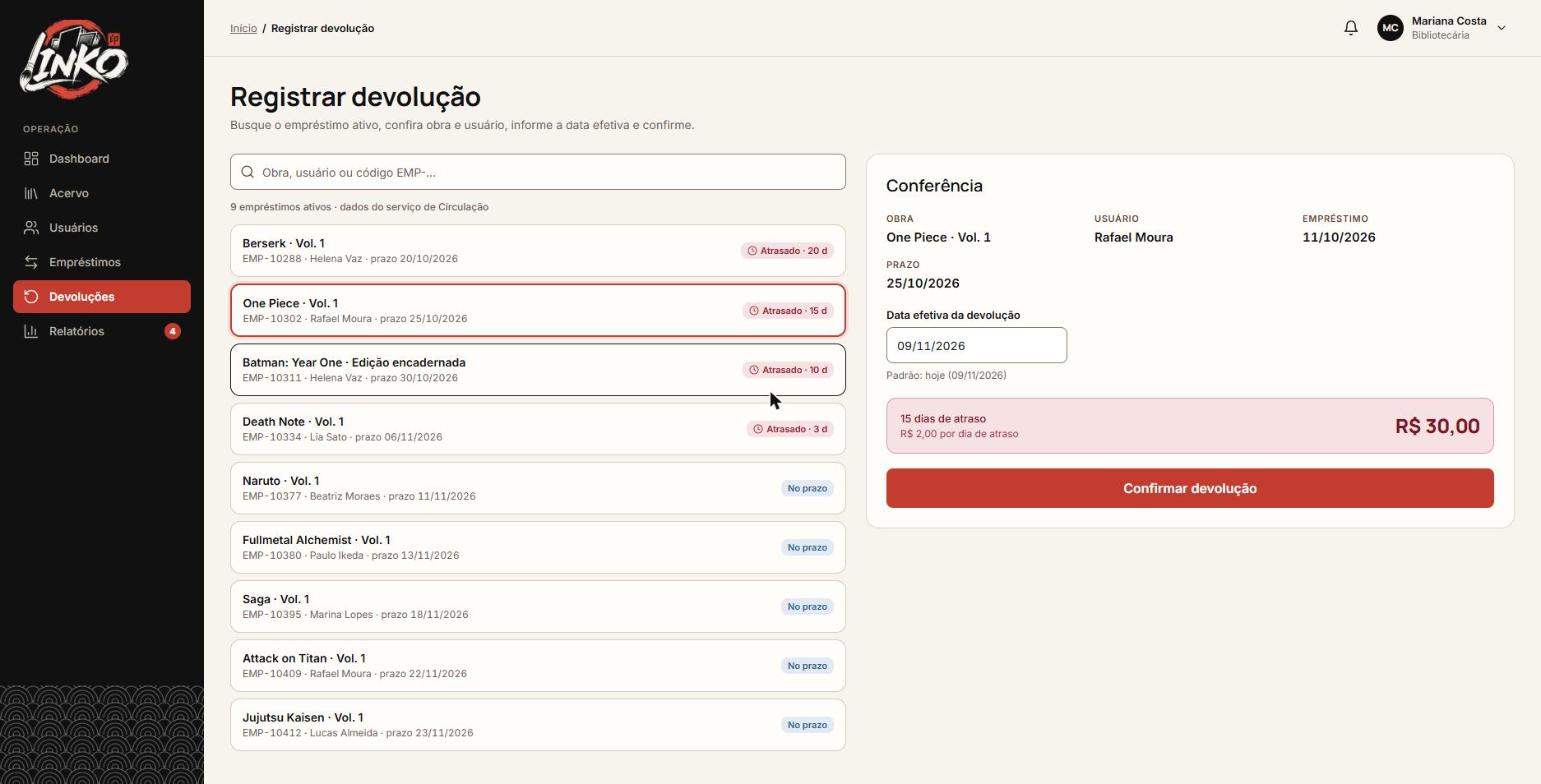 LINKO
OPERAÇÃO
Dashboard
Acervo
Usuários
Empréstimos
Devoluções
Relatórios 4
Início / Registrar devolução
MC
Mariana Costa
Bibliotecária
Registrar devolução
Busque o empréstimo ativo, confira obra e usuário, informe a data efetiva e confirme.
Obra, usuário ou código EMP-...
9 empréstimos ativos · dados do serviço de Circulação
Berserk · Vol. 1
EMP-10288 · Helena Vaz · prazo 20/10/2026
Atrasado · 20 d
One Piece · Vol. 1
EMP-10302 · Rafael Moura · prazo 25/10/2026
Atrasado · 15 d
Batman: Year One · Edição encadernada
EMP-10311 · Helena Vaz · prazo 30/10/2026
Atrasado · 10 d
Death Note · Vol. 1
EMP-10334 · Lia Sato · prazo 06/11/2026
Atrasado · 3 d
Naruto · Vol. 1
EMP-10377 · Beatriz Moraes · prazo 11/11/2026
No prazo
Fullmetal Alchemist · Vol. 1
EMP-10380 · Paulo Ikeda · prazo 13/11/2026
No prazo
Saga · Vol. 1
EMP-10395 · Marina Lopes · prazo 18/11/2026
No prazo
Attack on Titan · Vol. 1
EMP-10409 · Rafael Moura · prazo 22/11/2026
No prazo
Jujutsu Kaisen · Vol. 1
EMP-10412 · Lucas Almeida · prazo 23/11/2026
No prazo
Conferência
OBRA
One Piece · Vol. 1
USUÁRIO
Rafael Moura
EMPRÉSTIMO
11/10/2026
PRAZO
25/10/2026
Data efetiva da devolução
09/11/2026
Padrão: hoje (09/11/2026)
15 dias de atraso
R$ 2,00 por dia de atraso
R$ 30,00
Confirmar devolução